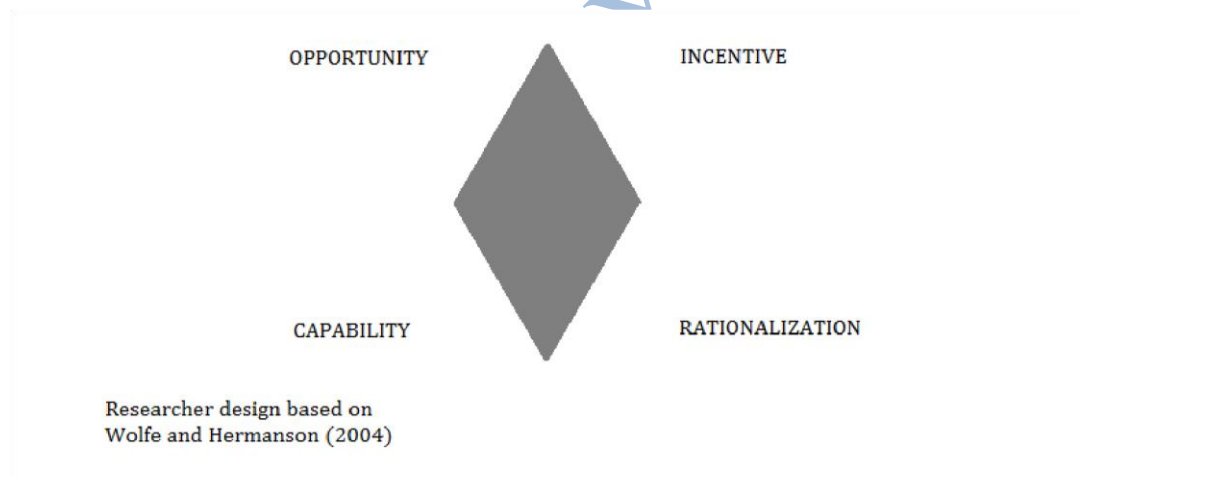 OPPORTUNITY
INCENTIVE
CAPABILITY
RATIONALIZATION
Researcher design based on
Wolfe and Hermanson (2004)